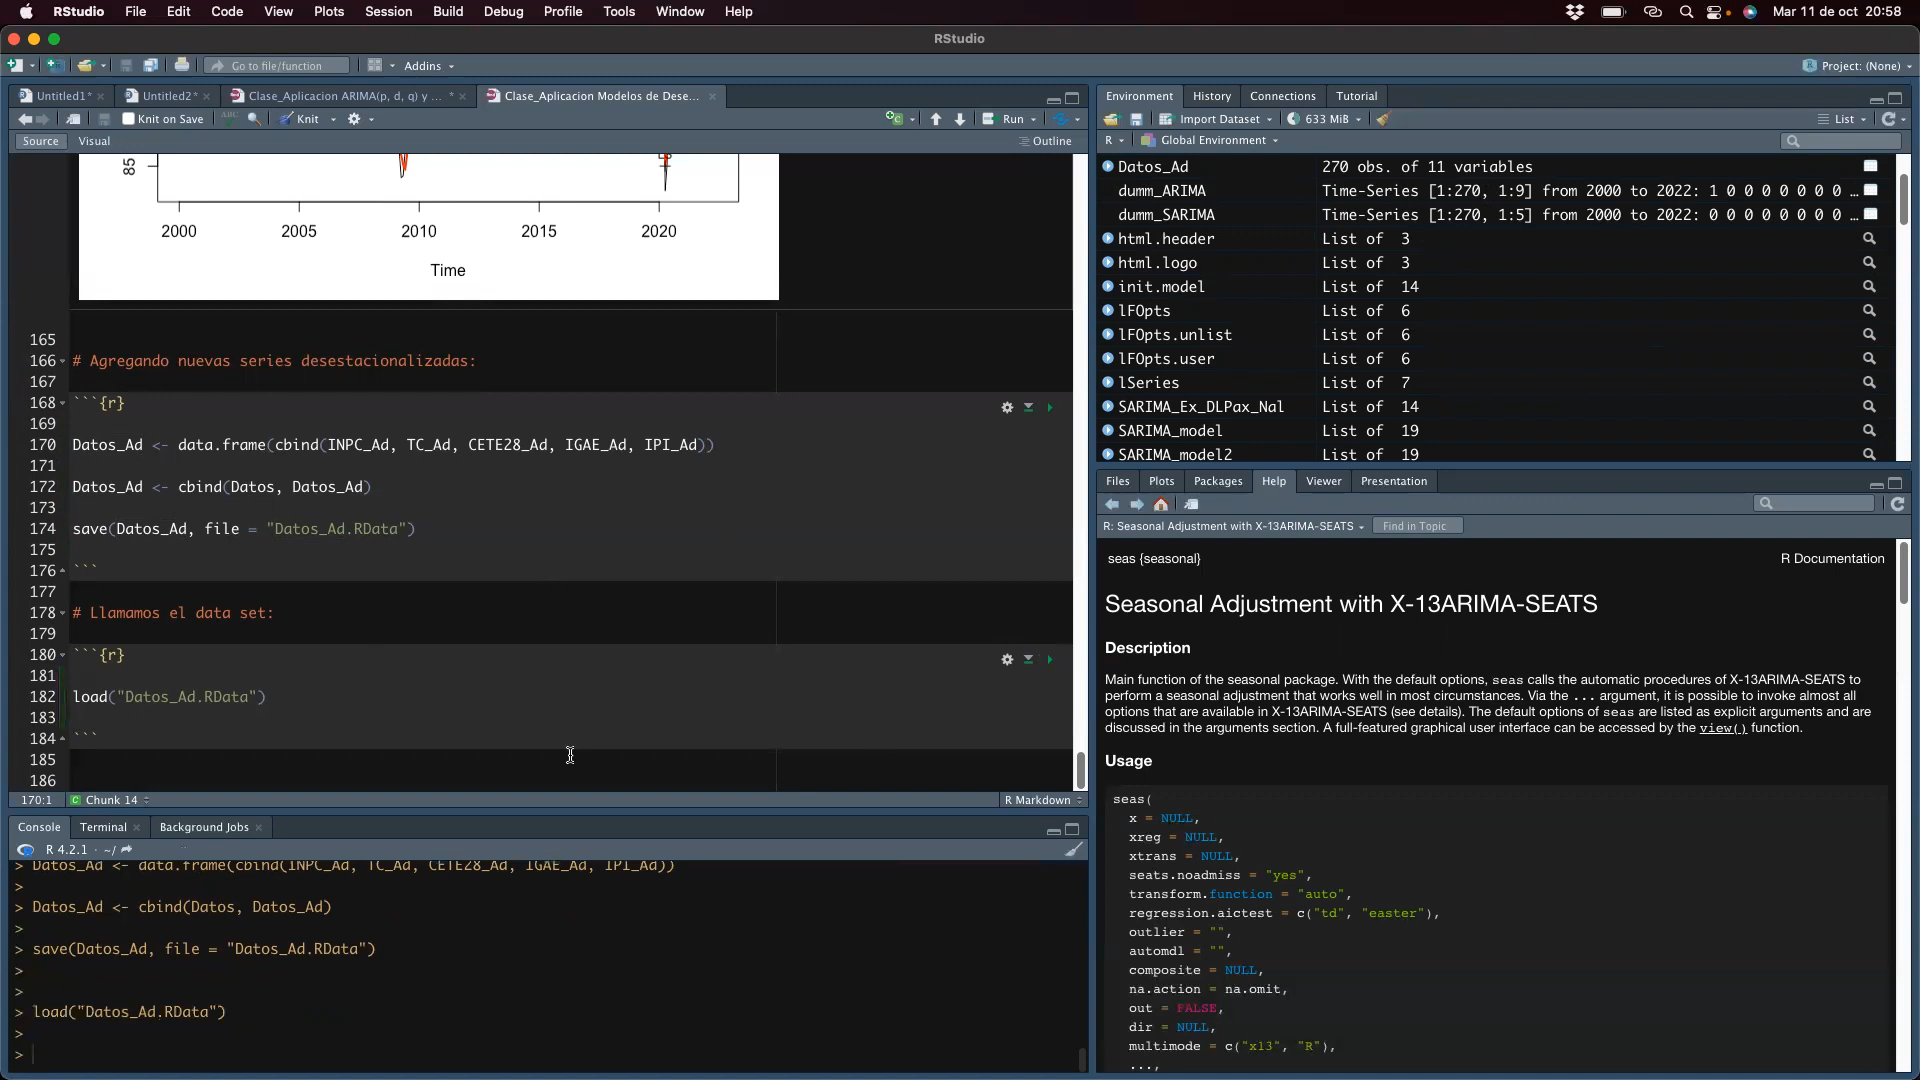 RStudio File Edit Code View Plots Session Build Debug Profile Tools Window Help Mar 11 de oct 20:58
RStudio
Go to file/function Addins Project: (None)
Untitled1* Untitled2* Clase_Aplicacion ARIMA(p, d, q) y ... * Clase_Aplicacion Modelos de Dese...
Knit on Save ABC Knit Run
Source Visual Outline
85
2000 2005 2010 2015 2020
Time
165
166 # Agregando nuevas series desestacionalizadas:
167
168 ```{r}
169
170 Datos_Ad <- data.frame(cbind(INPC_Ad, TC_Ad, CETE28_Ad, IGAE_Ad, IPI_Ad))
171
172 Datos_Ad <- cbind(Datos, Datos_Ad)
173
174 save(Datos_Ad, file = "Datos_Ad.RData")
175
176 ```
177
178 # Llamamos el data set:
179
180 ```{r}
181
182 load("Datos_Ad.RData")
183
184 ```
185
186
170:1 Chunk 14 R Markdown
Console Terminal Background Jobs
R 4.2.1 · ~/
> Datos_Ad <- data.frame(cbind(INPC_Ad, TC_Ad, CETE28_Ad, IGAE_Ad, IPI_Ad))
>
> Datos_Ad <- cbind(Datos, Datos_Ad)
>
> save(Datos_Ad, file = "Datos_Ad.RData")
>
>
> load("Datos_Ad.RData")
>
>
Environment History Connections Tutorial
Import Dataset 633 MiB List
R Global Environment
Datos_Ad 270 obs. of 11 variables
dumm_ARIMA Time-Series [1:270, 1:9] from 2000 to 2022: 1 0 0 0 0 0 0 0 …
dumm_SARIMA Time-Series [1:270, 1:5] from 2000 to 2022: 0 0 0 0 0 0 0 0 …
html.header List of 3
html.logo List of 3
init.model List of 14
lFOpts List of 6
lFOpts.unlist List of 6
lFOpts.user List of 6
lSeries List of 7
SARIMA_Ex_DLPax_Nal List of 14
SARIMA_model List of 19
SARIMA_model2 List of 19
Files Plots Packages Help Viewer Presentation
R: Seasonal Adjustment with X-13ARIMA-SEATS Find in Topic
seas {seasonal} R Documentation
Seasonal Adjustment with X-13ARIMA-SEATS
Description
Main function of the seasonal package. With the default options, seas calls the automatic procedures of X-13ARIMA-SEATS to
perform a seasonal adjustment that works well in most circumstances. Via the ... argument, it is possible to invoke almost all
options that are available in X-13ARIMA-SEATS (see details). The default options of seas are listed as explicit arguments and are
discussed in the arguments section. A full-featured graphical user interface can be accessed by the view() function.
Usage
seas(
x = NULL,
xreg = NULL,
xtrans = NULL,
seats.noadmiss = "yes",
transform.function = "auto",
regression.aictest = c("td", "easter"),
outlier = "",
automdl = "",
composite = NULL,
na.action = na.omit,
out = FALSE,
dir = NULL,
multimode = c("x13", "R"),
...,